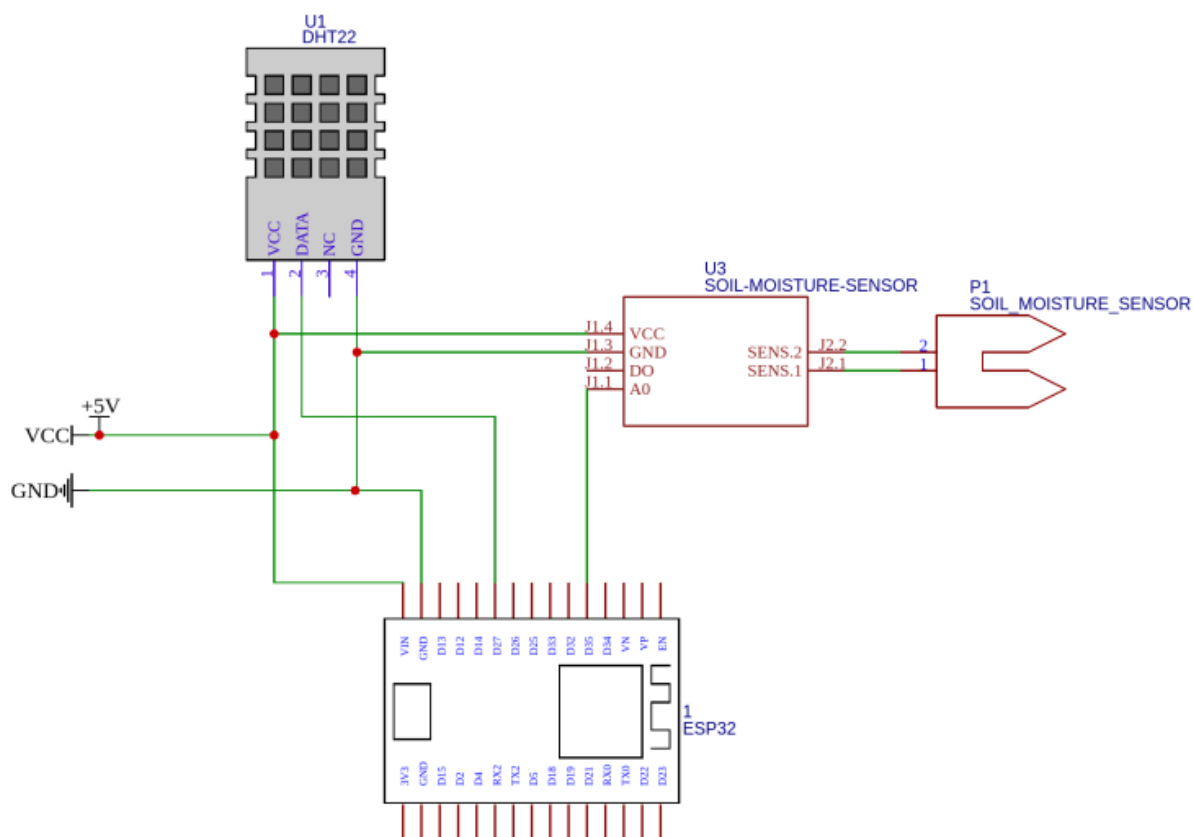 U1
DHT22
VCC
DATA
NC
GND
1
2
3
4
U3
SOIL-MOISTURE-SENSOR
P1
SOIL_MOISTURE_SENSOR
J1.4
VCC
J1.3
GND
J1.2
DO
J1.1
A0
SENS.2
J2.2
2
SENS.1
J2.1
1
+5V
VCC
GND
VIN
GND
D13
D12
D14
D27
D26
D25
D33
D32
D35
D34
VN
VP
EN
1
ESP32
3V3
GND
D15
D2
D4
RX2
TX2
D5
D18
D19
D21
RX0
TX0
D22
D23